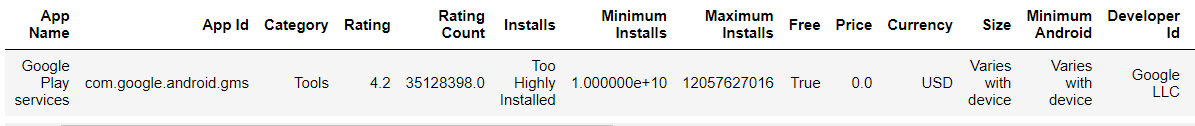 App Name App Id Category Rating Rating Count Installs Minimum Installs Maximum Installs Free Price Currency Size Minimum Android Developer Id
Google Play services com.google.android.gms Tools 4.2 35128398.0 Too Highly Installed 1.000000e+10 12057627016 True 0.0 USD Varies with device Varies with device Google LLC